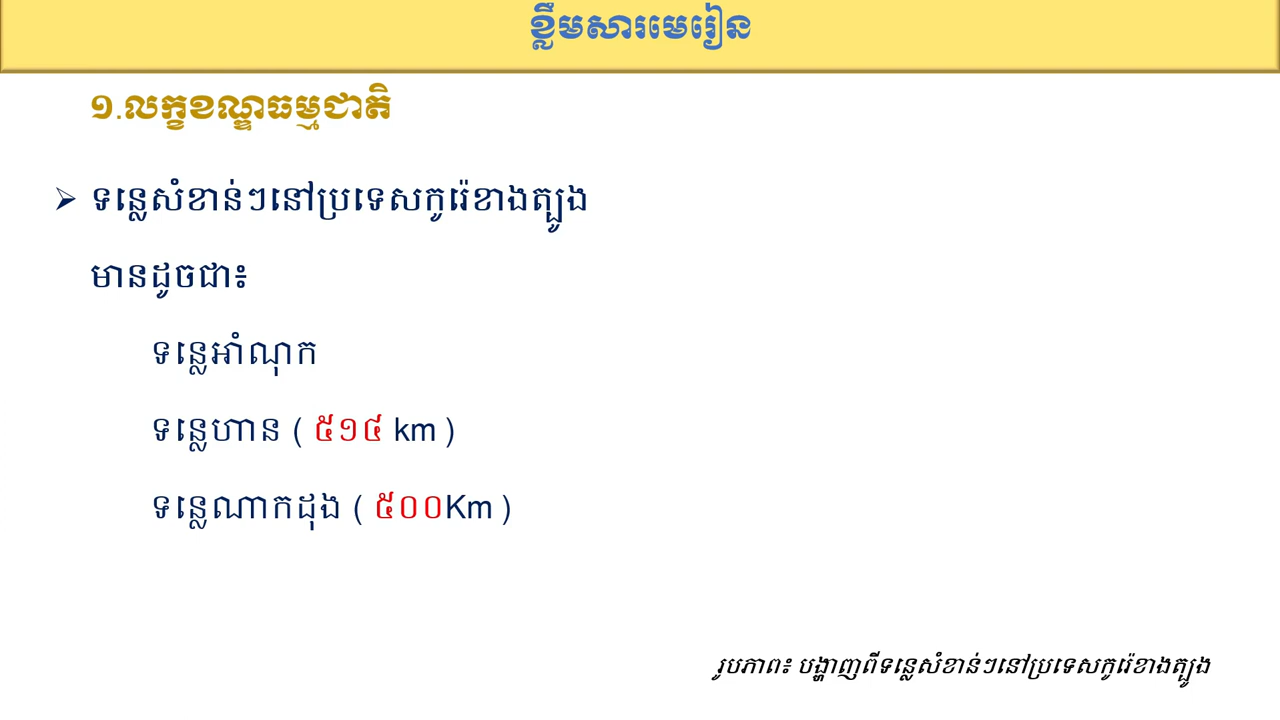 ខ្លឹមសារមេរៀន
១.លក្ខខណ្ឌធម្មជាតិ
➢ ទន្លេសំខាន់ៗនៅប្រទេសកូរ៉េខាងត្បូង
មានដូចជា៖
ទន្លេអាំណុក
ទន្លេហាន ( ៥១៤ km )
ទន្លេណាកដុង ( ៥០០Km )
រូបភាព៖ បង្ហាញពីទន្លេសំខាន់ៗនៅប្រទេសកូរ៉េខាងត្បូង